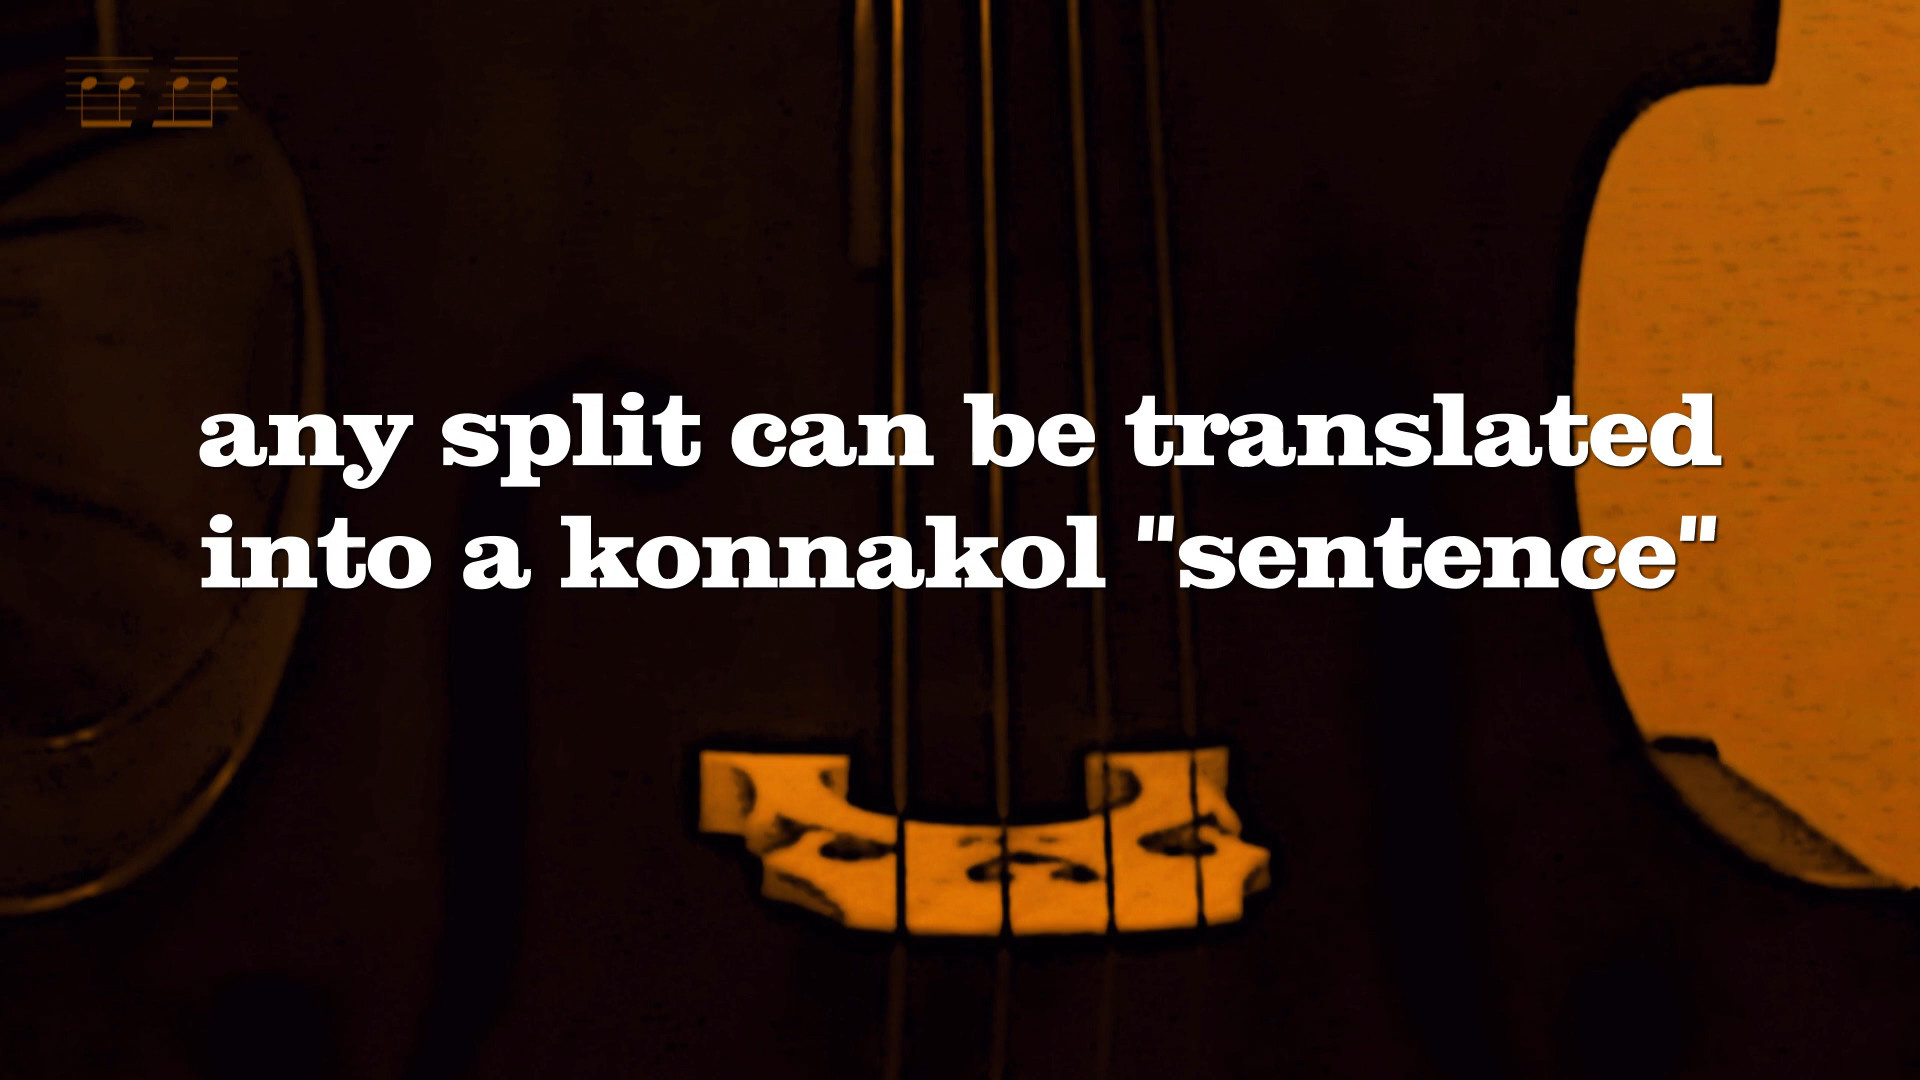 any split can be translated
into a konnakol "sentence"